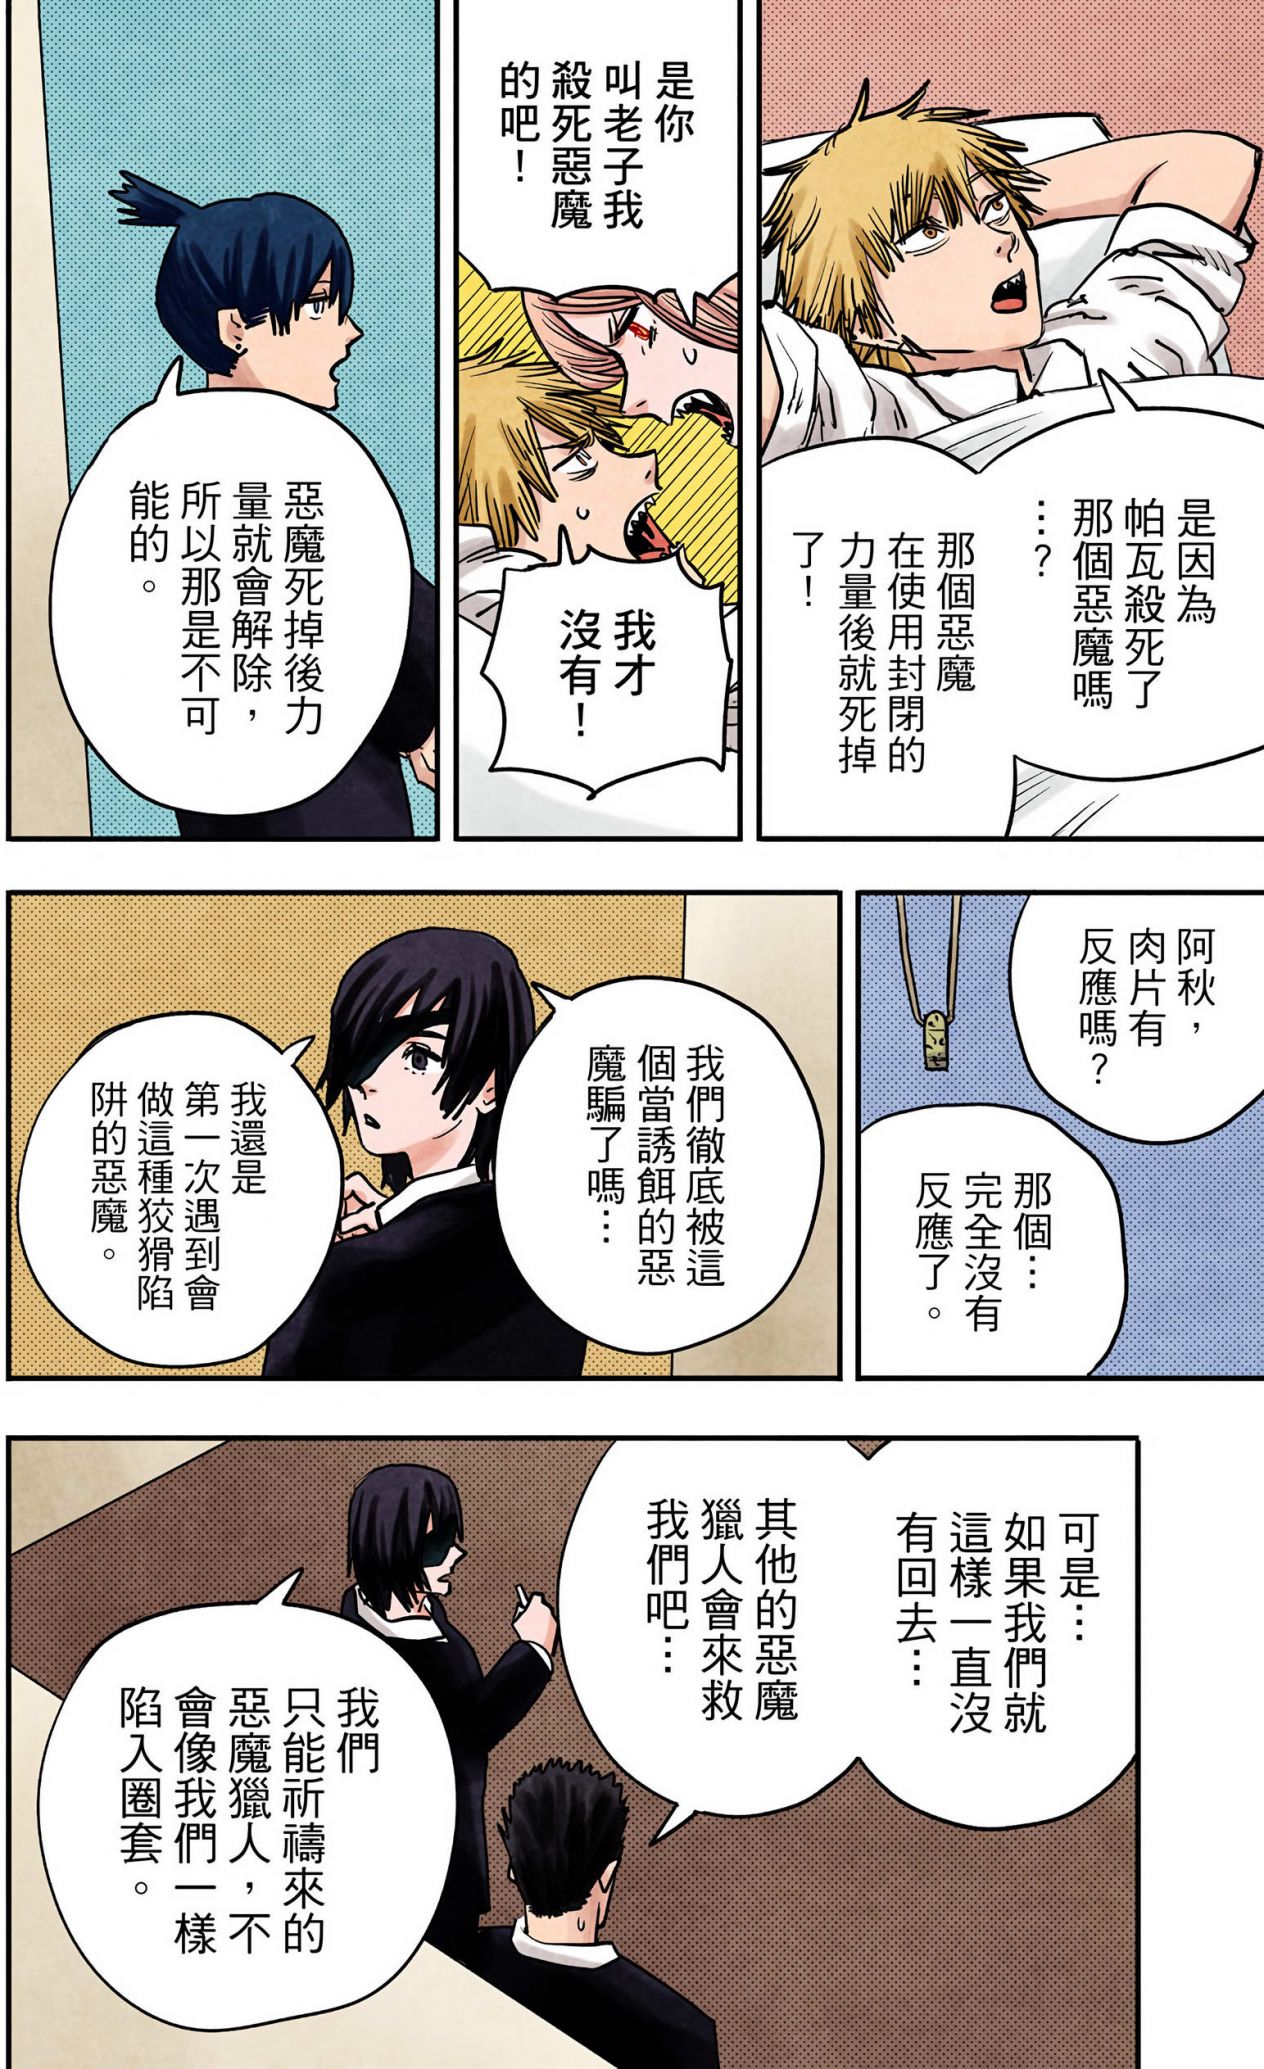 是因為
帕瓦殺死了
那個惡魔嗎
…？
那個惡魔
在使用封閉的
力量後就死掉
了！
是你
叫老子我
殺死惡魔
的吧！
我才
沒有！
惡魔死掉後力
量就會解除，
所以那是不可
能的。
阿秋，
肉片有
反應嗎？
那個…
完全沒有
反應了。
我們徹底被這
個當誘餌的惡
魔騙了嗎…
我還是
第一次遇到會
做這種狡猾陷
阱的惡魔。
可是…
如果我們就
這樣一直沒
有回去…
其他的惡魔
獵人會來救
我們吧…
我們
只能祈禱來的
惡魔獵人，不
會像我們一樣
陷入圈套。